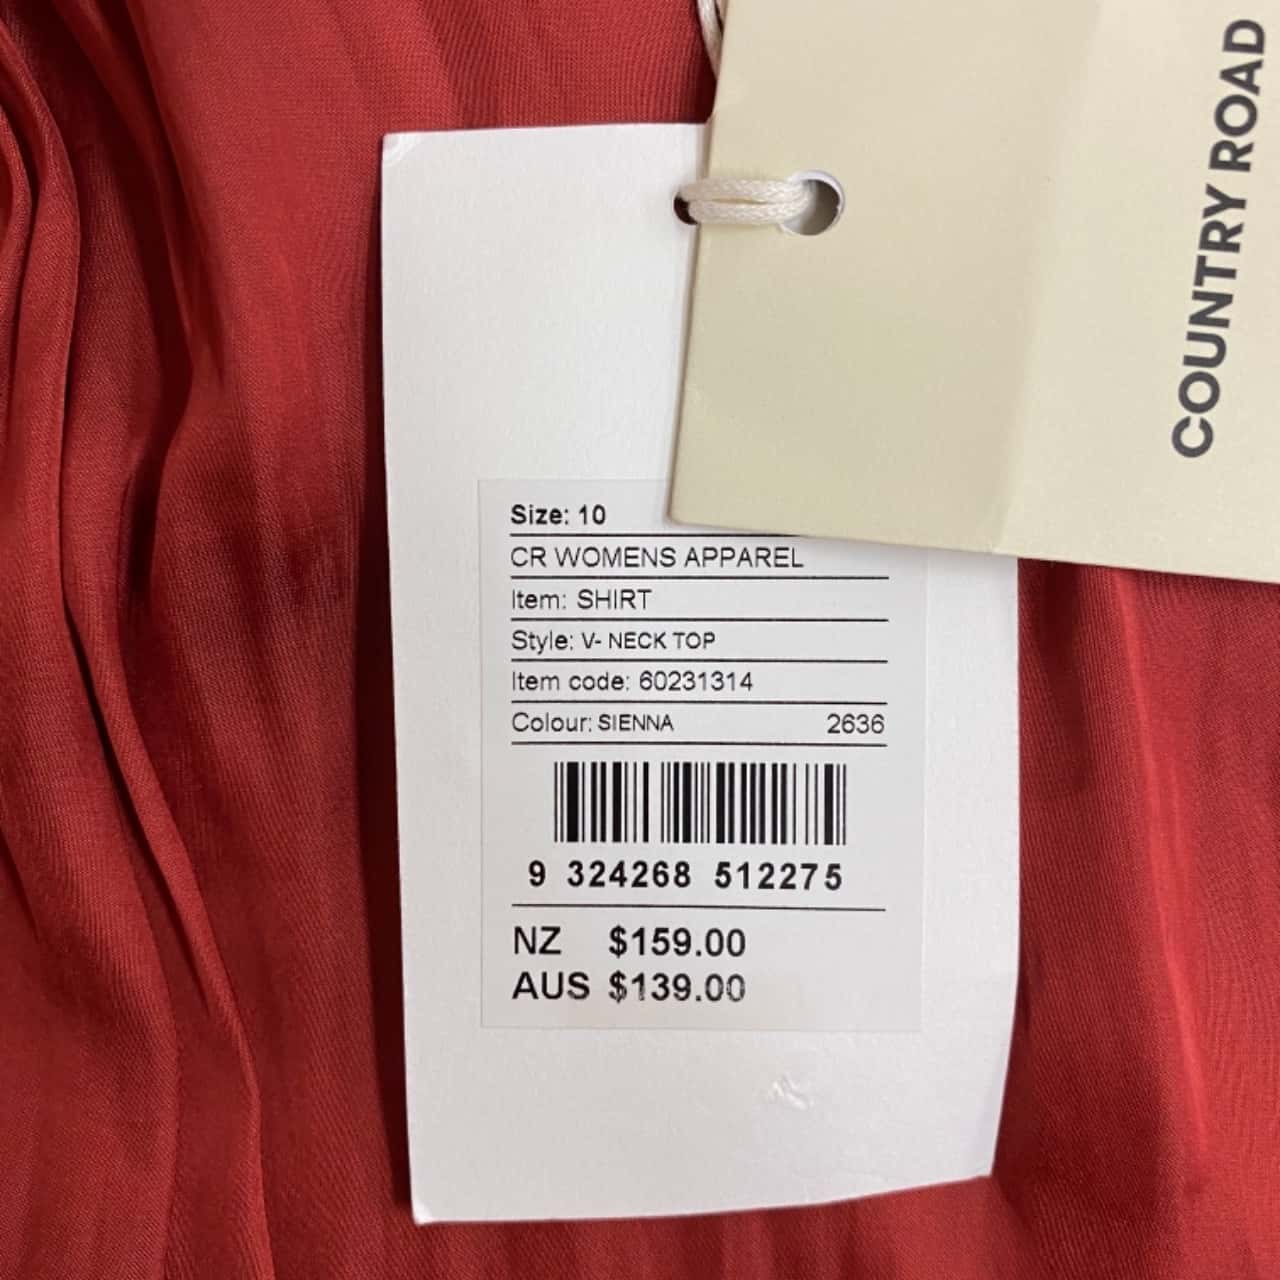 COUNTRY ROAD
Size: 10
CR WOMENS APPAREL
Item: SHIRT
Style: V- NECK TOP
Item code: 60231314
Colour: SIENNA 2636
9 324268 512275
NZ $159.00
AUS $139.00